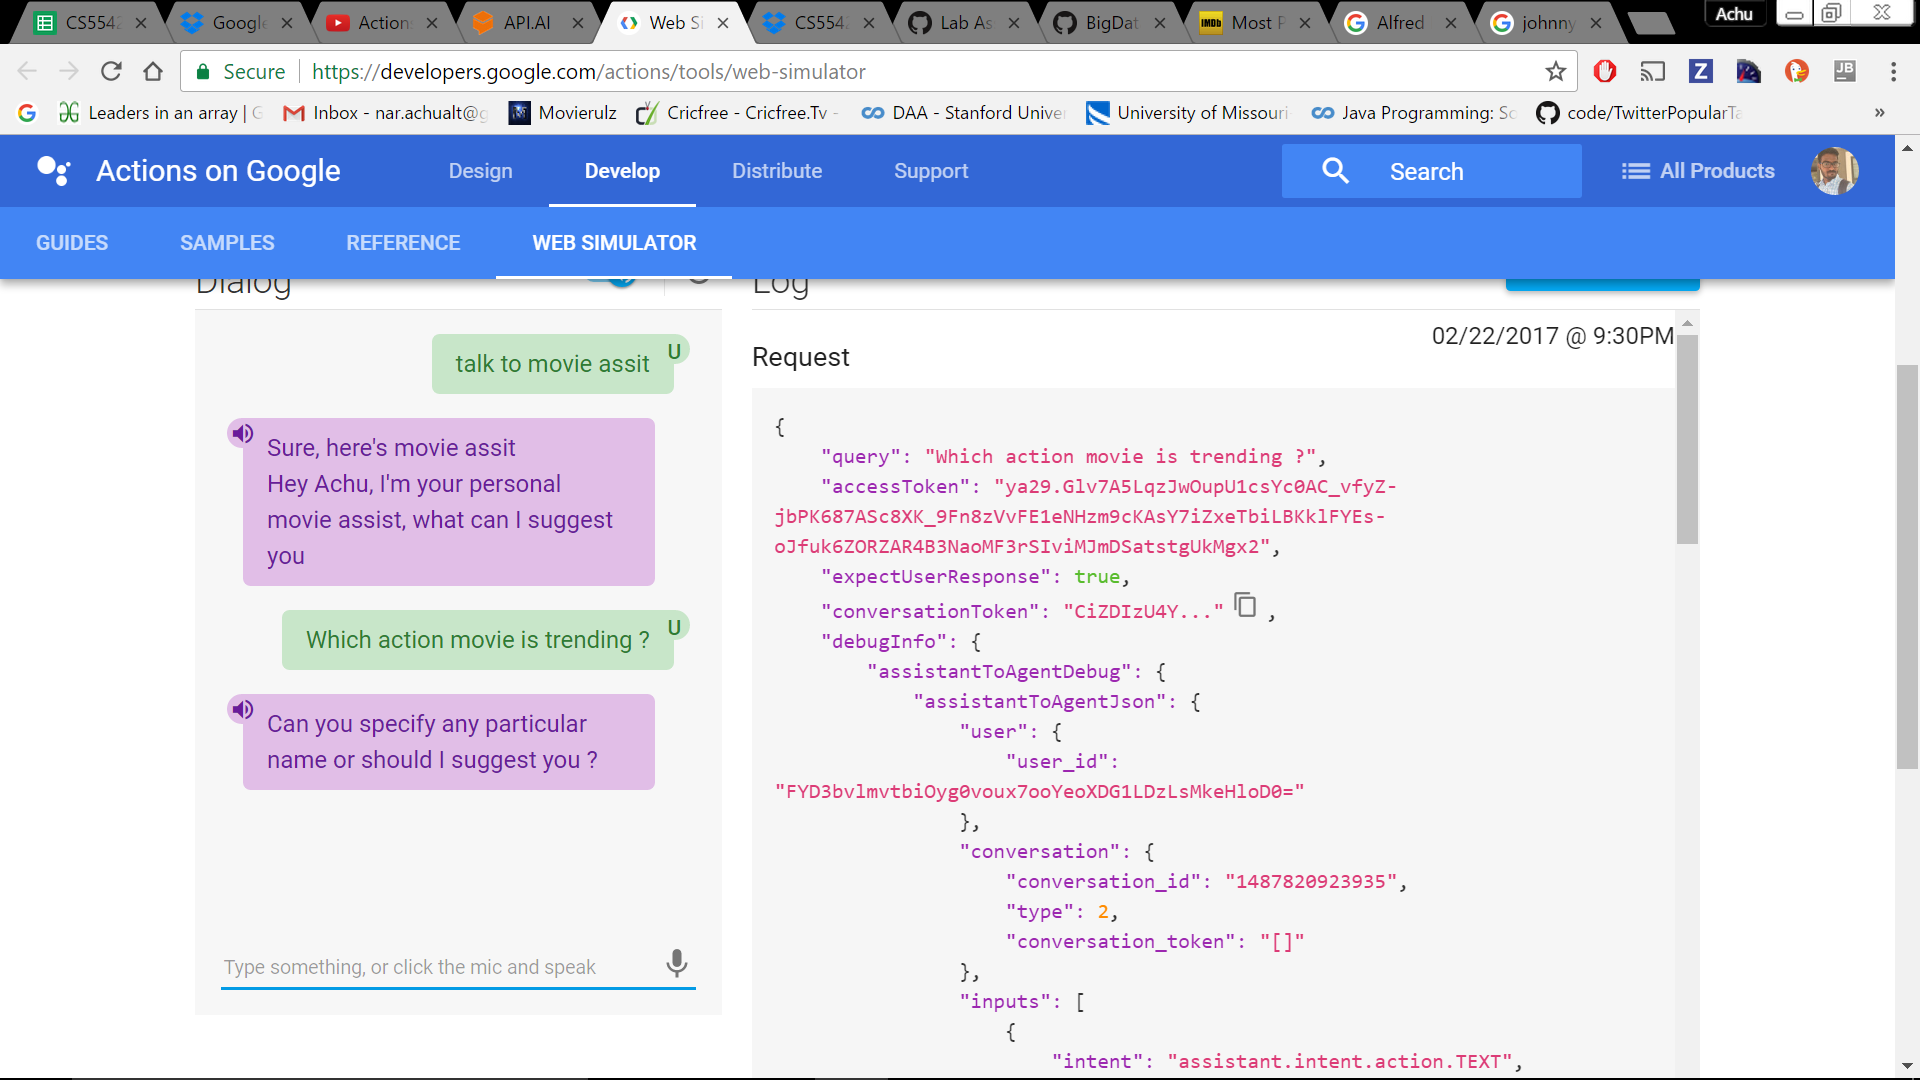 CS5542
Google
Actions
API.AI
Web Si
CS5542
Lab As
BigDat
Most P
Alfred
johnny
Achu
Secure
https://developers.google.com/actions/tools/web-simulator
Leaders in an array | G
Inbox - nar.achualt@g
Movierulz
Cricfree - Cricfree.Tv -
DAA - Stanford Univer
University of Missouri
Java Programming: So
code/TwitterPopularTa
»
Actions on Google
Design
Develop
Distribute
Support
Search
All Products
GUIDES
SAMPLES
REFERENCE
WEB SIMULATOR
Dialog
Log
talk to movie assit
U
Sure, here's movie assit
Hey Achu, I'm your personal
movie assist, what can I suggest
you
Which action movie is trending ?
U
Can you specify any particular
name or should I suggest you ?
Type something, or click the mic and speak
02/22/2017 @ 9:30PM
Request
{
"query": "Which action movie is trending ?",
"accessToken": "ya29.Glv7A5LqzJwOupU1csYc0AC_vfyZ-
jbPK687ASc8XK_9Fn8zVvFE1eNHzm9cKAsY7iZxeTbiLBKklFYEs-
oJfuk6ZORZAR4B3NaoMF3rSIviMJmDSatstgUkMgx2",
"expectUserResponse": true,
"conversationToken": "CiZDIzU4Y..." ,
"debugInfo": {
"assistantToAgentDebug": {
"assistantToAgentJson": {
"user": {
"user_id":
"FYD3bvlmvtbiOyg0voux7ooYeoXDG1LDzLsMkeHloD0="
},
"conversation": {
"conversation_id": "1487820923935",
"type": 2,
"conversation_token": "[]"
},
"inputs": [
{
"intent": "assistant.intent.action.TEXT",